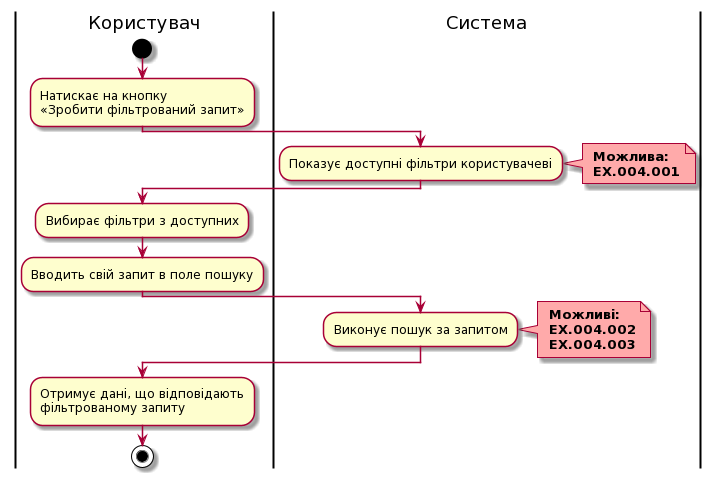 Користувач
Система
Натискає на кнопку
«Зробити фільтрований запит»
Показує доступні фільтри користувачеві
Можлива:
EX.004.001
Вибирає фільтри з доступних
Вводить свій запит в поле пошуку
Виконує пошук за запитом
Можливі:
EX.004.002
EX.004.003
Отримує дані, що відповідають
фільтрованому запиту